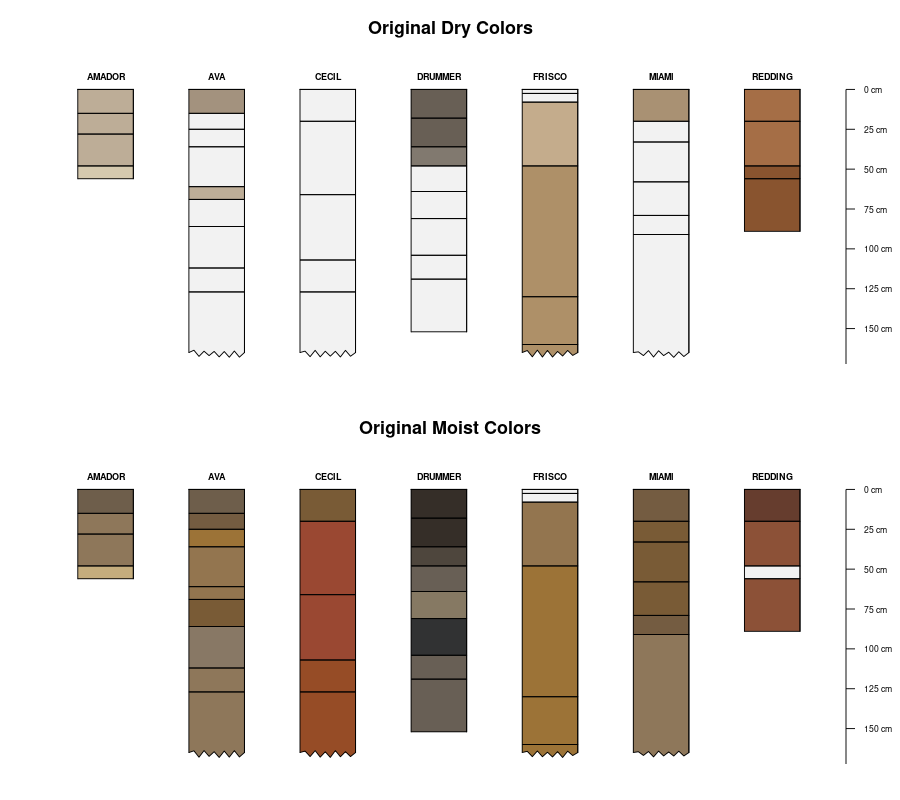 Original Dry Colors
AMADOR AVA CECIL DRUMMER FRISCO MIAMI REDDING
0 cm
25 cm
50 cm
75 cm
100 cm
125 cm
150 cm
Original Moist Colors
AMADOR AVA CECIL DRUMMER FRISCO MIAMI REDDING
0 cm
25 cm
50 cm
75 cm
100 cm
125 cm
150 cm